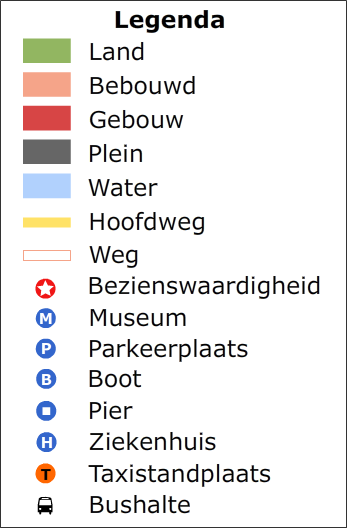 Legenda
Land
Bebouwd
Gebouw
Plein
Water
Hoofdweg
Weg
Bezienswaardigheid
M Museum
P Parkeerplaats
B Boot
Pier
H Ziekenhuis
T Taxistandplaats
Bushalte